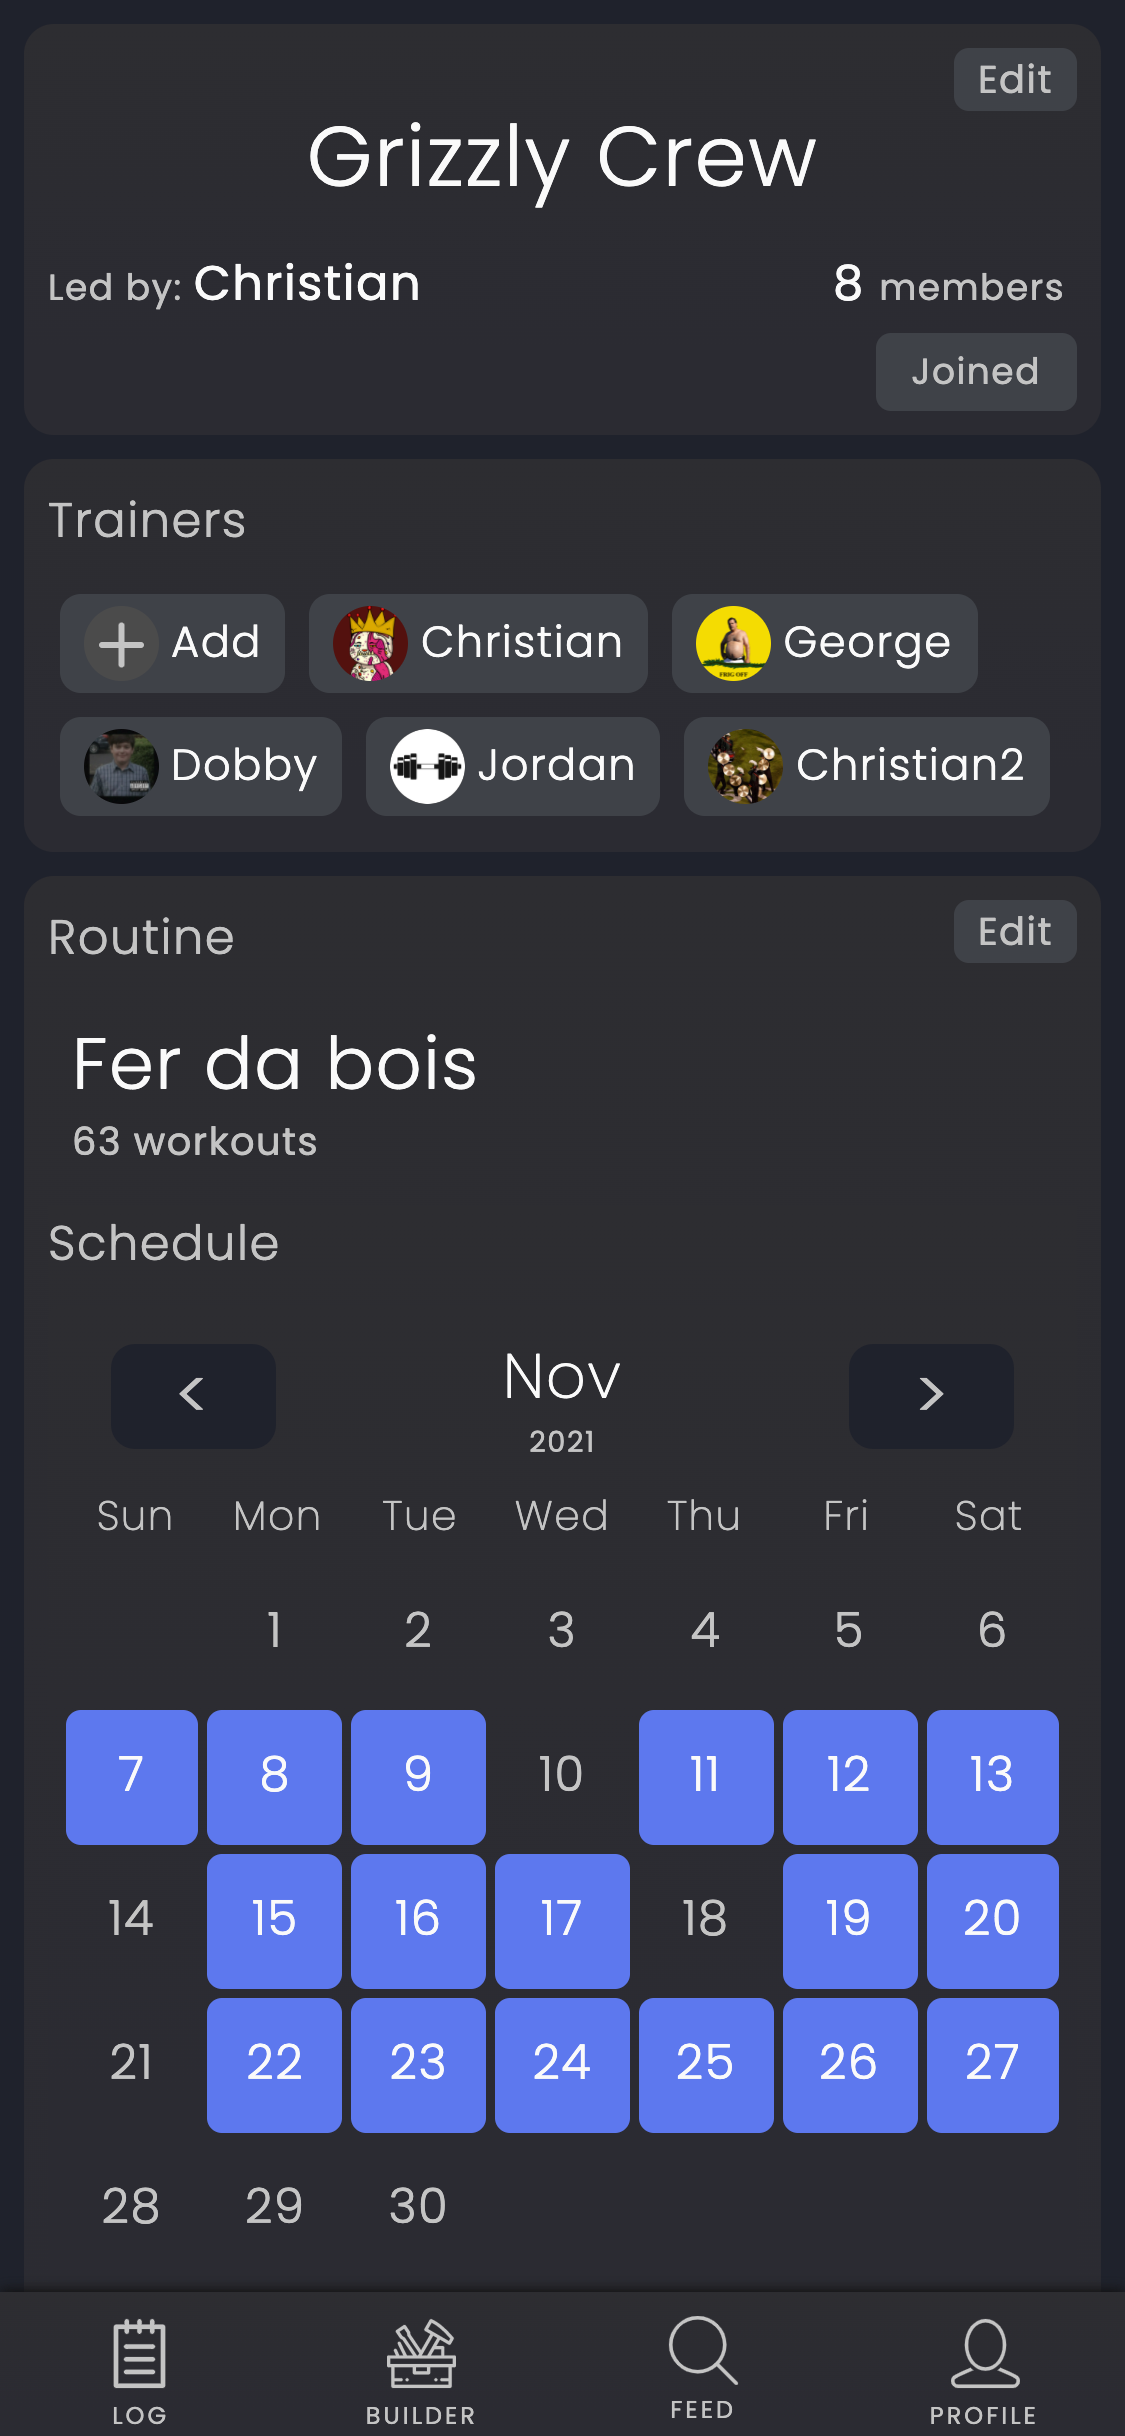 Edit
Grizzly Crew
Led by: Christian 8 members
Joined
Trainers
Add Christian FRIG OFF George
Dobby Jordan Christian2
Routine Edit
Fer da bois
63 workouts
Schedule
< Nov >
2021
Sun Mon Tue Wed Thu Fri Sat
1 2 3 4 5 6
7 8 9 10 11 12 13
14 15 16 17 18 19 20
21 22 23 24 25 26 27
28 29 30
LOG BUILDER FEED PROFILE